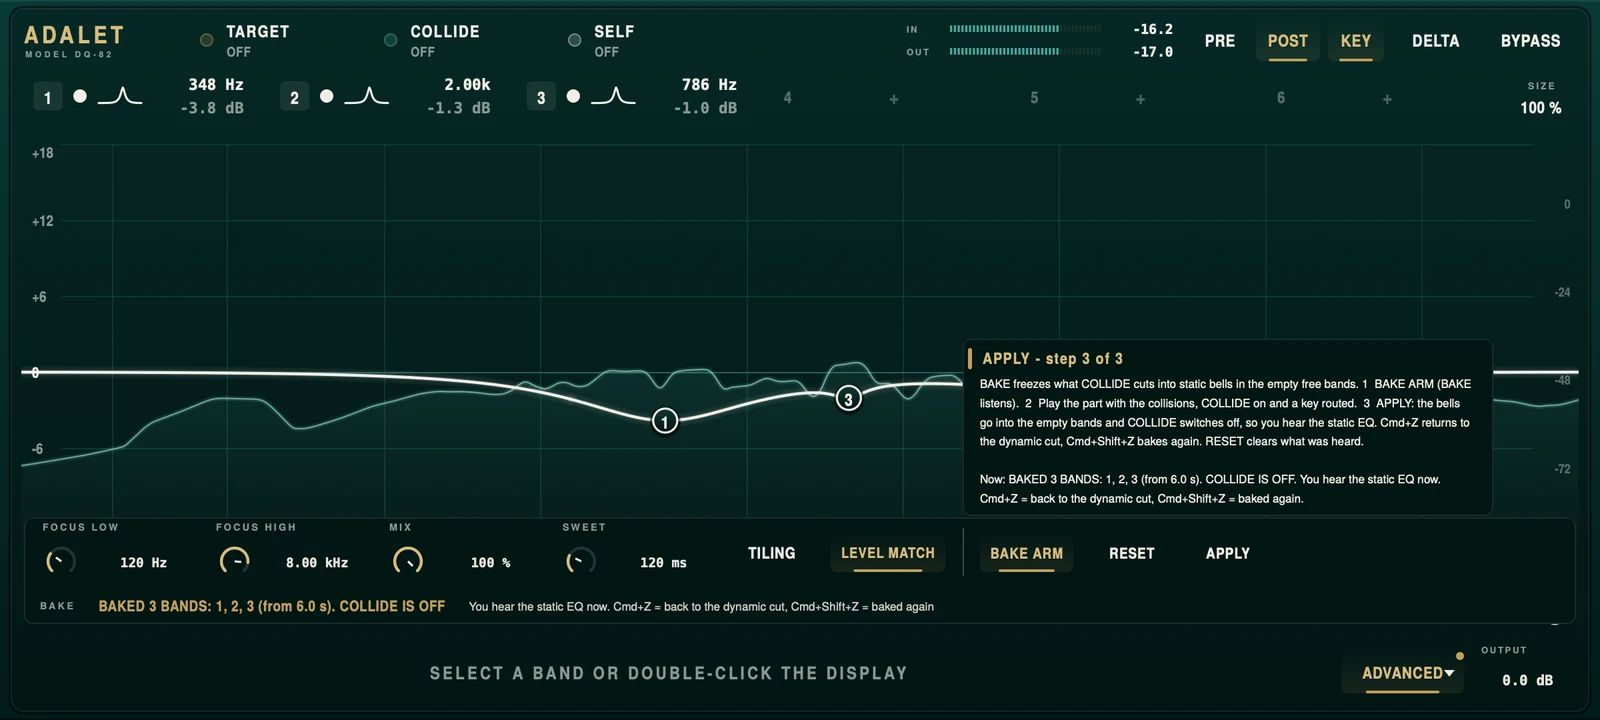 ADALET
MODEL DQ-82
TARGET
OFF
COLLIDE
OFF
SELF
OFF
IN
-16.2
OUT
-17.0
PRE
POST
KEY
DELTA
BYPASS
1
348 Hz
-3.8 dB
2
2.00k
-1.3 dB
3
786 Hz
-1.0 dB
4
+
5
+
6
+
SIZE
100 %
+18
+12
+6
0
-6
0
-24
-48
-72
1
3
APPLY - step 3 of 3
BAKE freezes what COLLIDE cuts into static bells in the empty free bands. 1 BAKE ARM (BAKE
listens). 2 Play the part with the collisions, COLLIDE on and a key routed. 3 APPLY: the bells
go into the empty bands and COLLIDE switches off, so you hear the static EQ. Cmd+Z returns to
the dynamic cut, Cmd+Shift+Z bakes again. RESET clears what was heard.
Now: BAKED 3 BANDS: 1, 2, 3 (from 6.0 s). COLLIDE IS OFF. You hear the static EQ now.
Cmd+Z = back to the dynamic cut, Cmd+Shift+Z = baked again.
FOCUS LOW
120 Hz
FOCUS HIGH
8.00 kHz
MIX
100 %
SWEET
120 ms
TILING
LEVEL MATCH
BAKE ARM
RESET
APPLY
BAKE
BAKED 3 BANDS: 1, 2, 3 (from 6.0 s). COLLIDE IS OFF
You hear the static EQ now. Cmd+Z = back to the dynamic cut, Cmd+Shift+Z = baked again
SELECT A BAND OR DOUBLE-CLICK THE DISPLAY
ADVANCED
OUTPUT
0.0 dB